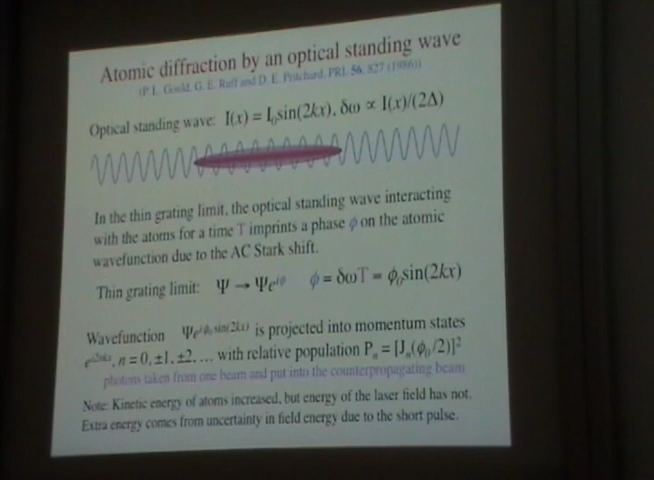 Atomic diffraction by an optical standing wave
(P. L. Gould, G. E. Ruff and D. E. Pritchard, PRL 56, 827 (1986))
Optical standing wave: I(x) = I₀sin(2kx), δω ∝ I(x)/(2Δ)
In the thin grating limit, the optical standing wave interacting
with the atoms for a time T imprints a phase ϕ on the atomic
wavefunction due to the AC Stark shift.
Thin grating limit: Ψ → Ψe^{iϕ} ϕ = δωT = ϕ₀sin(2kx)
Wavefunction Ψe^{iϕ₀sin(2kx)} is projected into momentum states
e^{i2nkx}, n = 0, ±1, ±2, ... with relative population Pₙ = [Jₙ(ϕ₀/2)]²
photons taken from one beam and put into the counterpropagating beam
Note: Kinetic energy of atoms increased, but energy of the laser field has not.
Extra energy comes from uncertainty in field energy due to the short pulse.